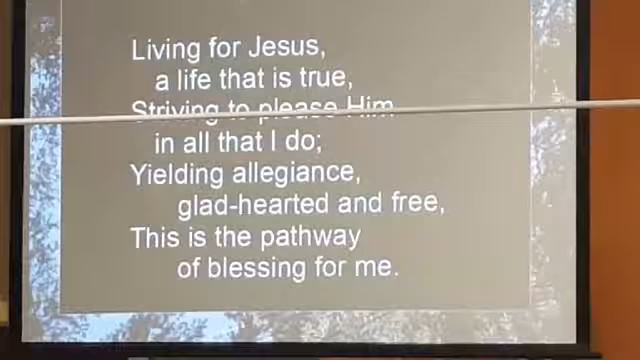 Living for Jesus,
a life that is true,
Striving to please Him
in all that I do;
Yielding allegiance,
glad-hearted and free,
This is the pathway
of blessing for me.